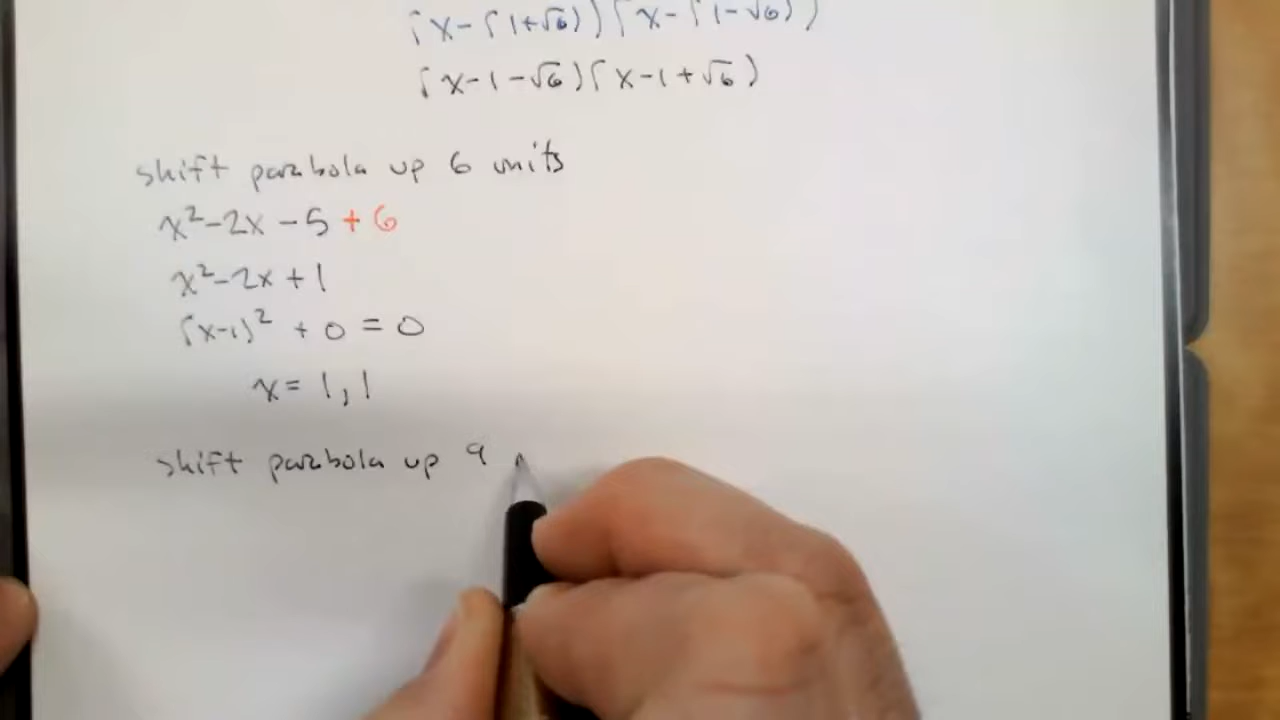 (x-(1+√6))(x-(1-√6))
(x-1-√6)(x-1+√6)
shift parabola up 6 units
x²-2x-5+6
x²-2x+1
(x-1)²+0=0
x=1,1
shift parabola up 9